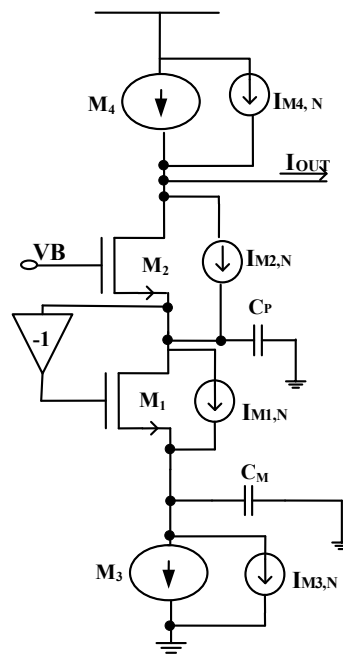 M4
IM4, N
IOUT
VB
M2
IM2,N
-1
CP
M1
IM1,N
CM
M3
IM3,N